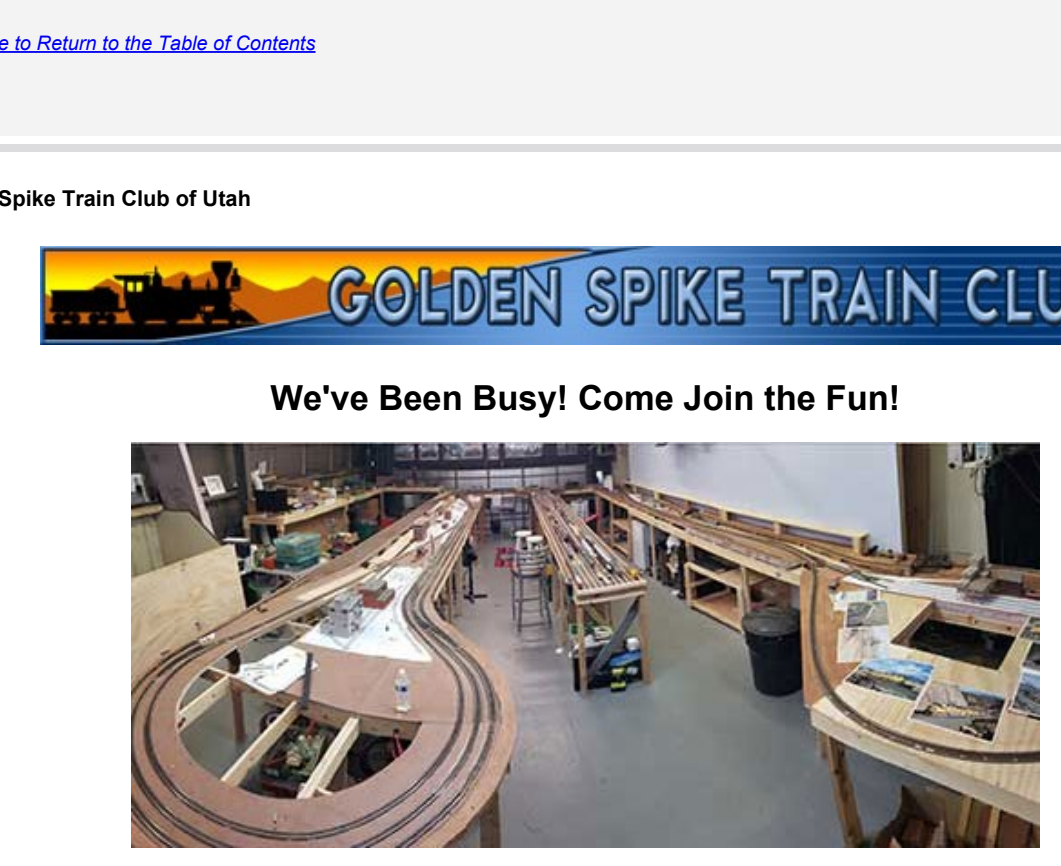 e to Return to the Table of Contents
Spike Train Club of Utah
GOLDEN SPIKE TRAIN CLU
We've Been Busy! Come Join the Fun!